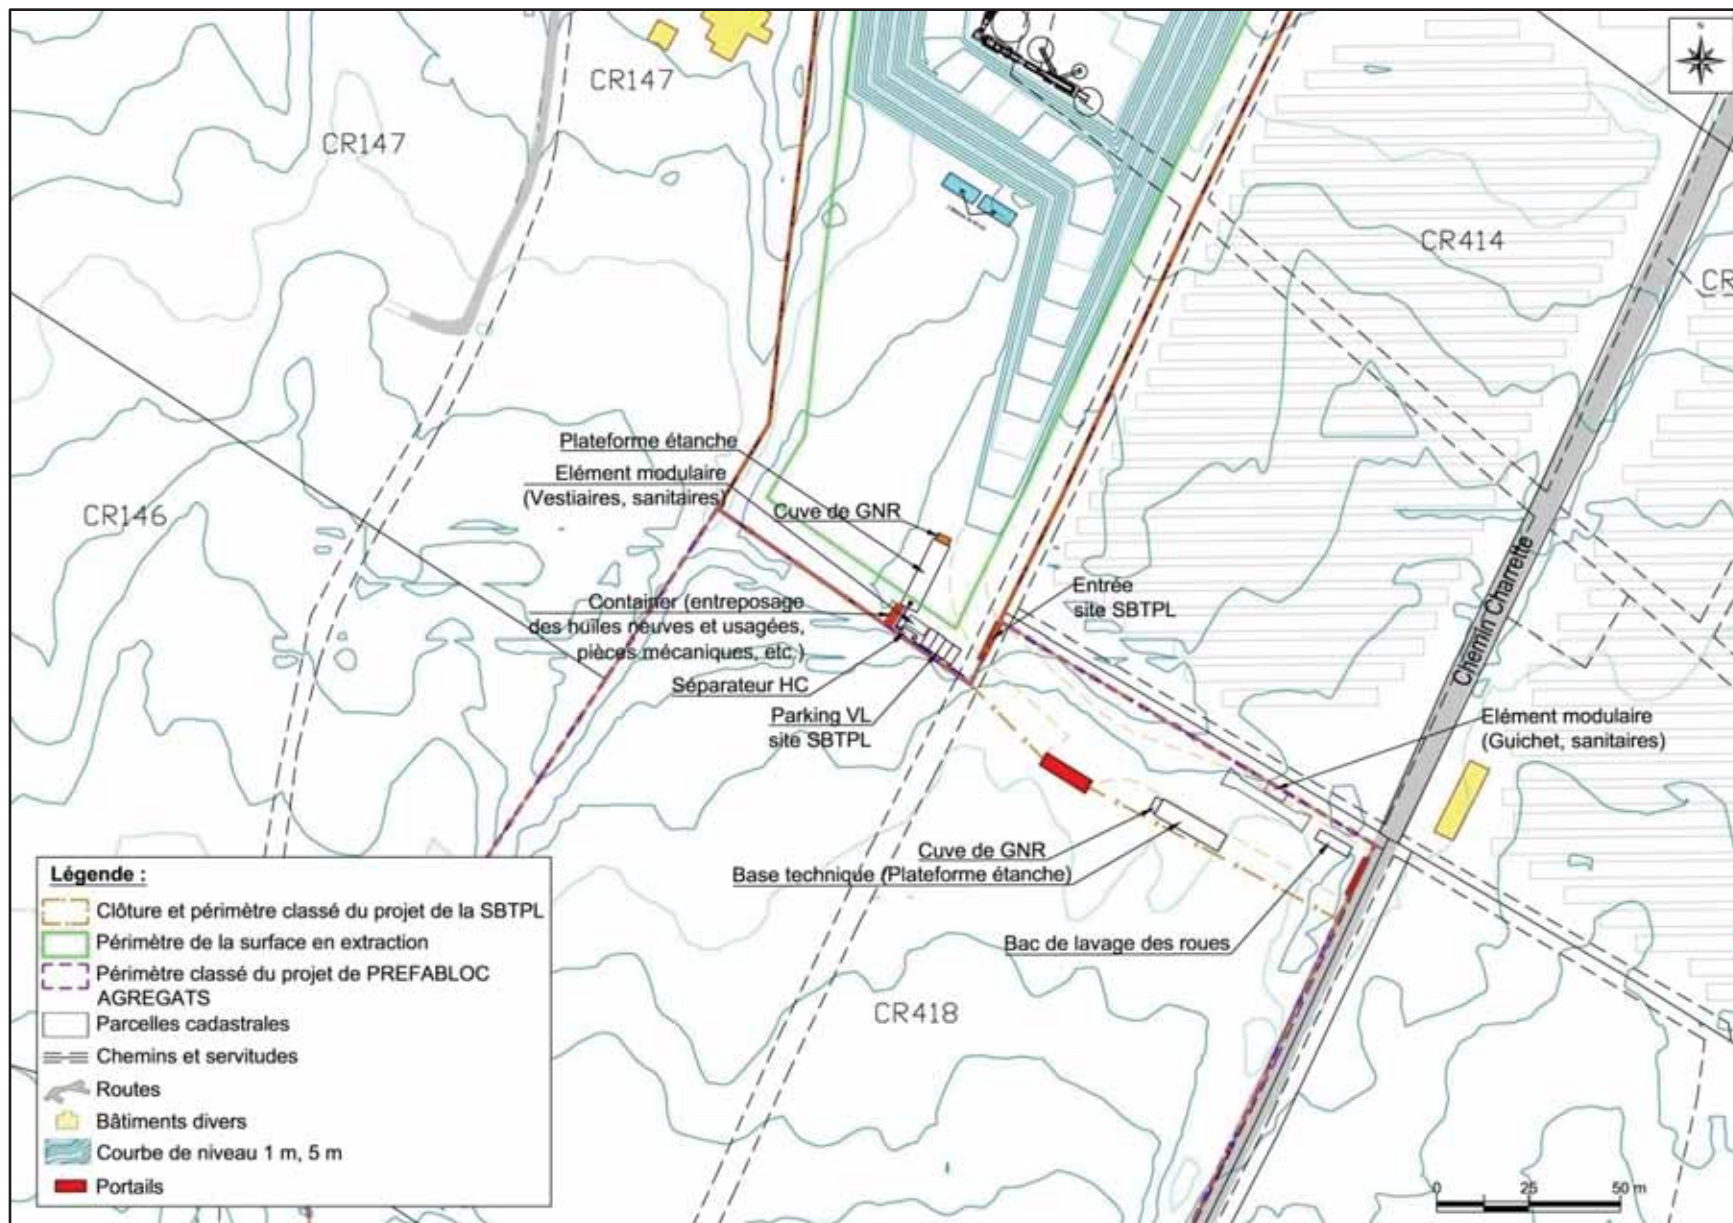 CR147
CR147
CR414
CR
CR146
CR418
Plateforme étanche
Elément modulaire
(Vestiaires, sanitaires)
Cuve de GNR
Container (entreposage
des huiles neuves et usagées,
pièces mécaniques, etc.)
Séparateur HC
Parking VL
site SBTPL
Entrée
site SBTPL
Chemin Charrette
Elément modulaire
(Guichet, sanitaires)
Cuve de GNR
Base technique (Plateforme étanche)
Bac de lavage des roues
Légende :
Clôture et périmètre classé du projet de la SBTPL
Périmètre de la surface en extraction
Périmètre classé du projet de PREFABLOC
AGREGATS
Parcelles cadastrales
Chemins et servitudes
Routes
Bâtiments divers
Courbe de niveau 1 m, 5 m
Portails
0 25 50 m